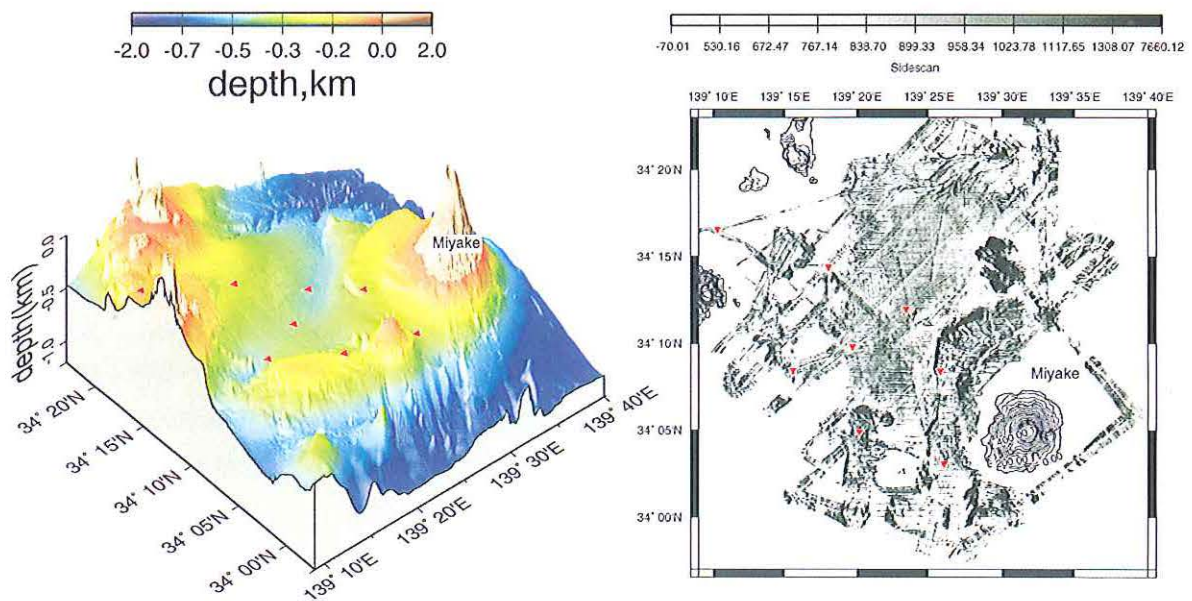 -2.0 -0.7 -0.5 -0.3 -0.2 0.0 2.0
depth,km
Miyake
depth(km)
0.0
-0.5
-1.0
34° 20'N
34° 15'N
34° 10'N
34° 05'N
34° 00'N
139° 10'E
139° 20'E
139° 30'E
139° 40'E
-70.01 530.16 672.47 767.14 838.70 899.33 958.34 1023.78 1117.65 1308.07 7660.12
Sidescan
139° 10'E 139° 15'E 139° 20'E 139° 25'E 139° 30'E 139° 35'E 139° 40'E
34° 20'N
34° 15'N
34° 10'N
34° 05'N
34° 00'N
Miyake